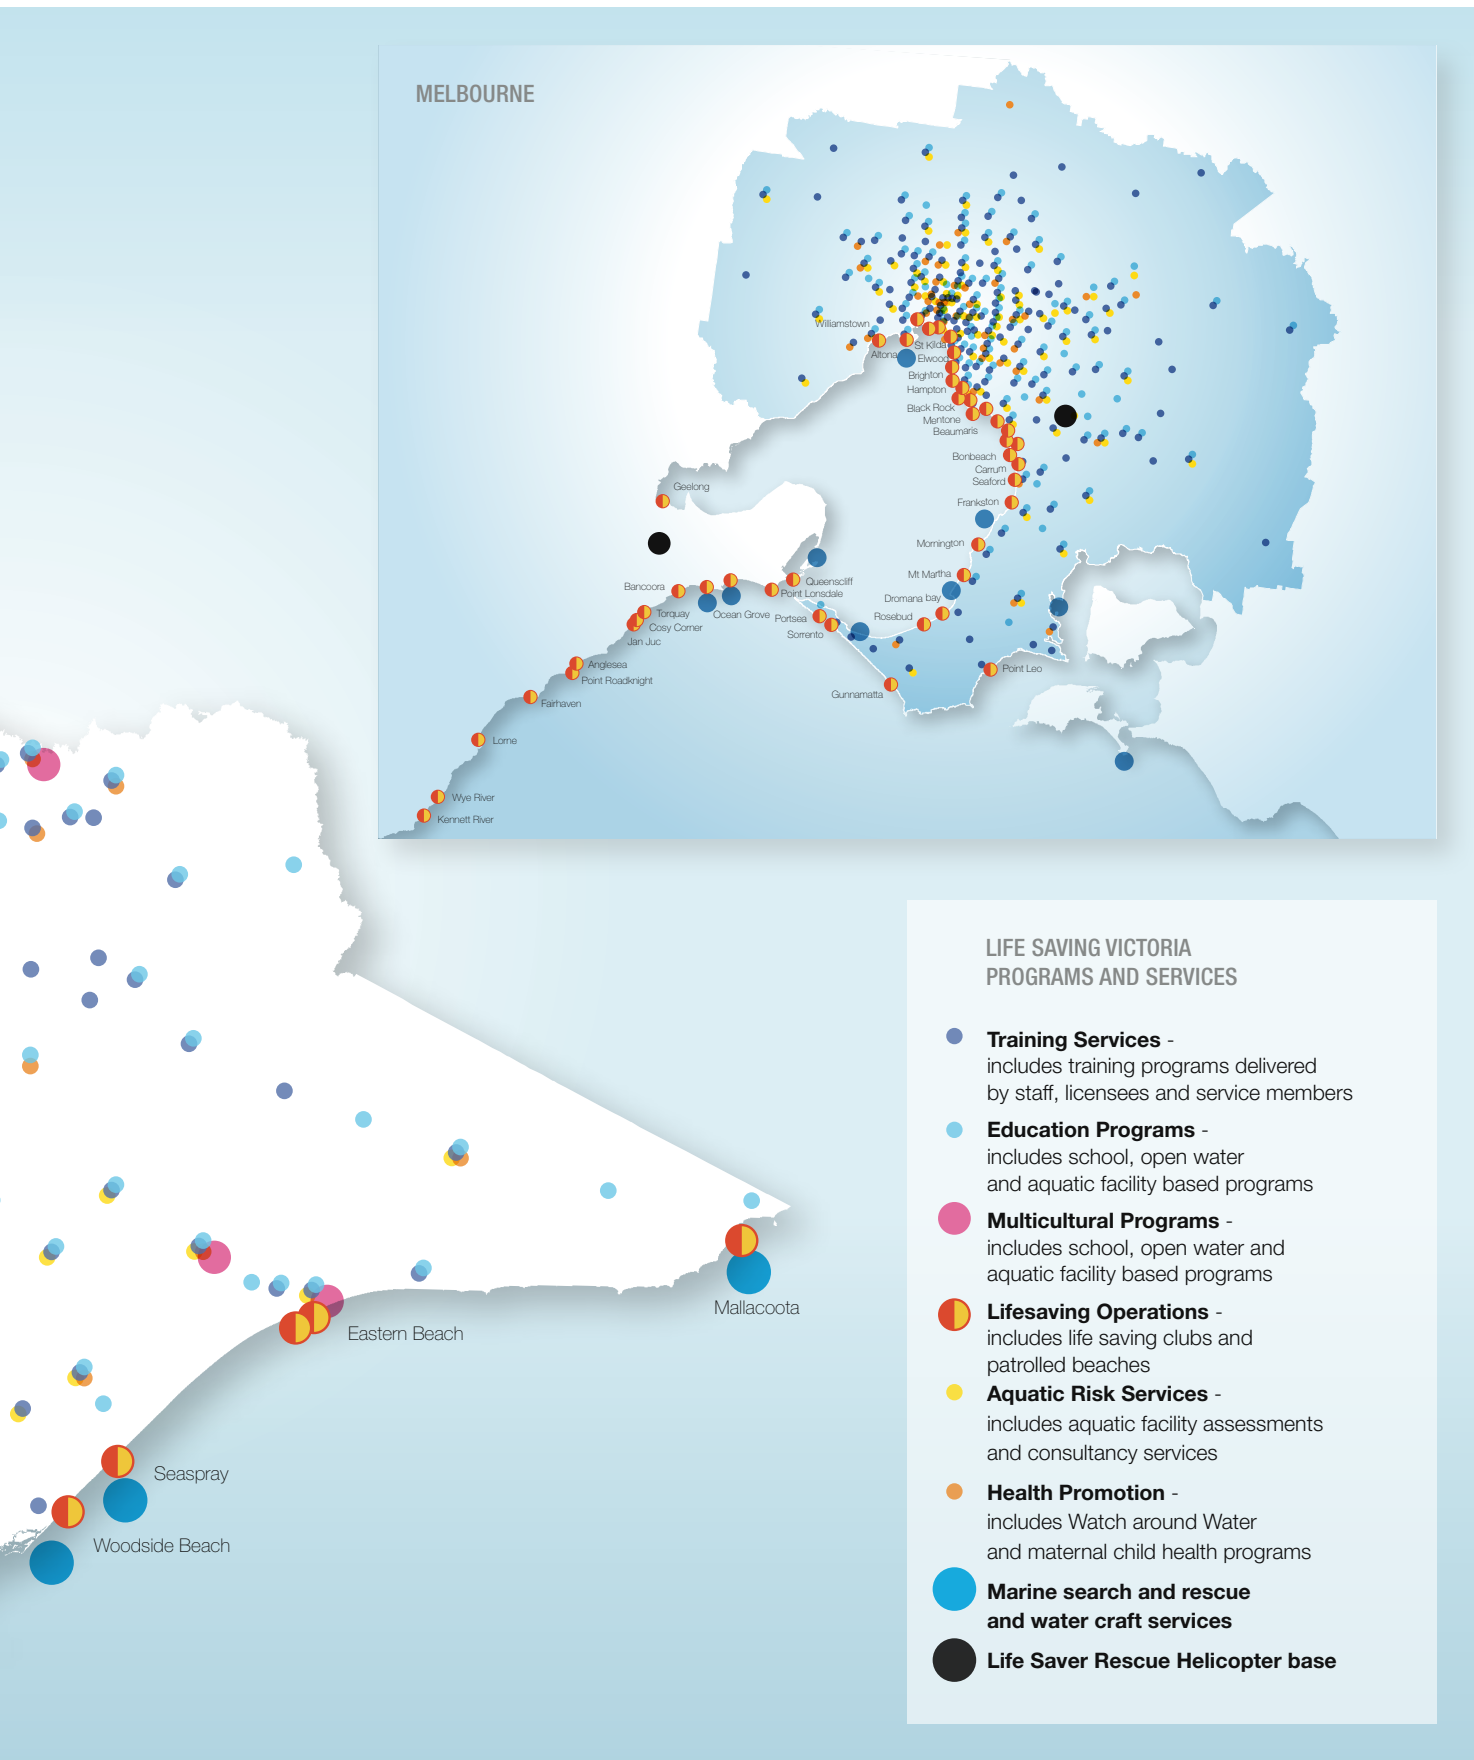 MELBOURNE
Williamstown
Altona
St Kilda
Elwood
Brighton
Hampton
Black Rock
Mentone
Beaumaris
Bonbeach
Carrum
Seaford
Frankston
Geelong
Mornington
Mt Martha
Dromana bay
Rosebud
Queenscliff
Point Lonsdale
Bancoora
Ocean Grove
Portsea
Sorrento
Torquay
Cosy Corner
Jan Juc
Anglesea
Point Roadknight
Fairhaven
Gunnamatta
Point Leo
Lorne
Wye River
Kennett River
LIFE SAVING VICTORIA
PROGRAMS AND SERVICES
Training Services -
includes training programs delivered
by staff, licensees and service members
Education Programs -
includes school, open water
and aquatic facility based programs
Multicultural Programs -
includes school, open water and
aquatic facility based programs
Lifesaving Operations -
includes life saving clubs and
patrolled beaches
Aquatic Risk Services -
includes aquatic facility assessments
and consultancy services
Health Promotion -
includes Watch around Water
and maternal child health programs
Marine search and rescue
and water craft services
Life Saver Rescue Helicopter base
Mallacoota
Eastern Beach
Seaspray
Woodside Beach